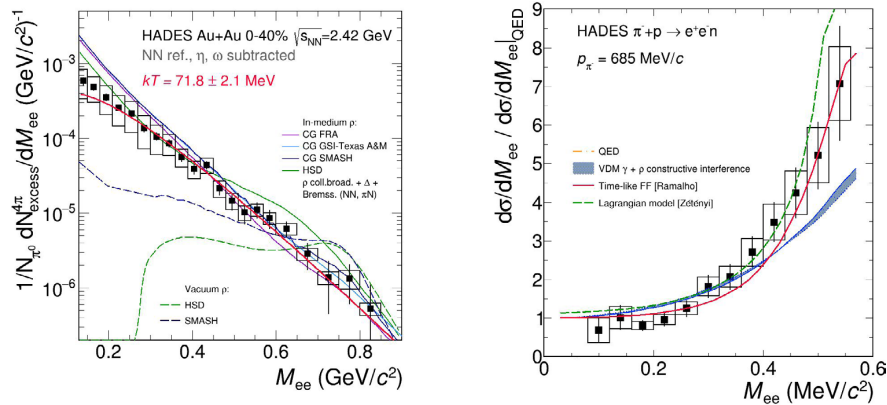 HADES Au+Au 0-40% √sNN=2.42 GeV
NN ref., η, ω subtracted
kT = 71.8 ± 2.1 MeV
In-medium ρ:
CG FRA
CG GSI-Texas A&M
CG SMASH
HSD
ρ coll.broad. + Δ +
Bremss. (NN, πN)
Vacuum ρ:
HSD
SMASH
1/Nπ0 dN4πexcess/dMee (GeV/c²)⁻¹
10⁻³
10⁻⁴
10⁻⁵
10⁻⁶
0.2 0.4 0.6 0.8
Mee (GeV/c²)
HADES π⁻+p → e⁺e⁻n
pπ⁻ = 685 MeV/c
QED
VDM γ + ρ constructive interference
Time-like FF [Ramalho]
Lagrangian model [Zétényi]
dσ/dMee / dσ/dMee|QED
9
8
7
6
5
4
3
2
1
0
0 0.2 0.4 0.6
Mee (MeV/c²)